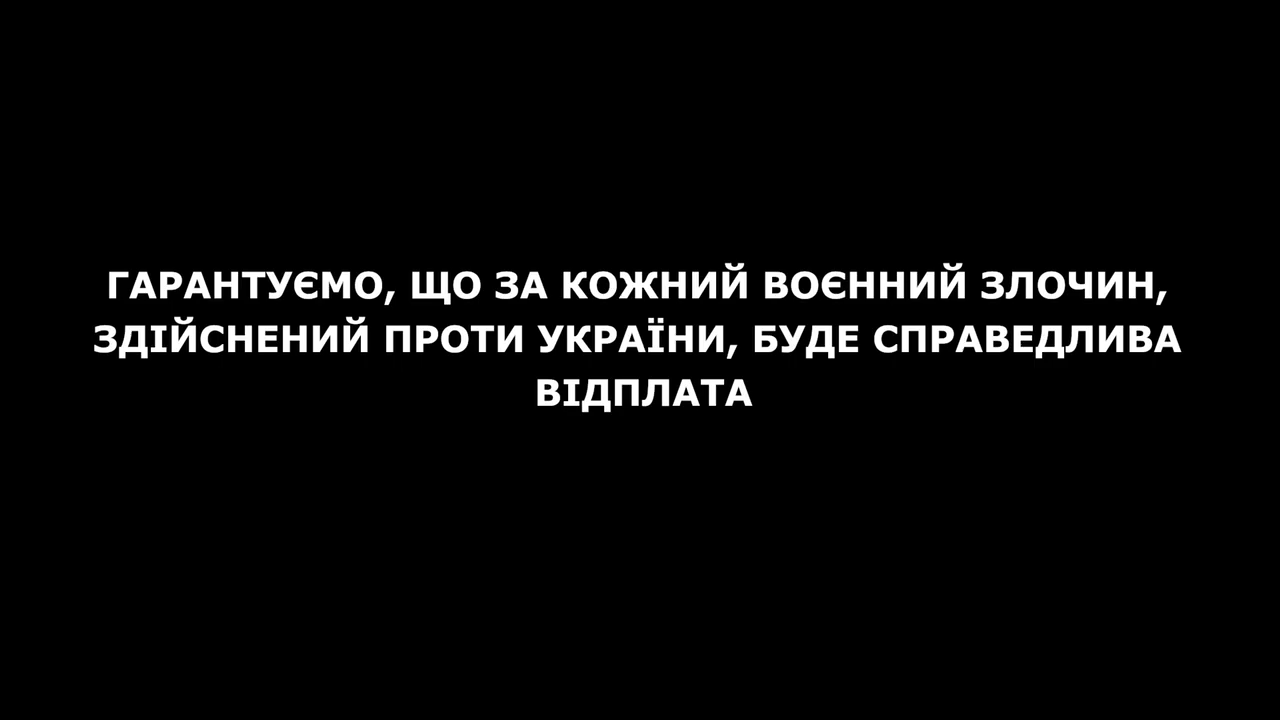 ГАРАНТУЄМО, ЩО ЗА КОЖНИЙ ВОЄННИЙ ЗЛОЧИН,
ЗДІЙСНЕНИЙ ПРОТИ УКРАЇНИ, БУДЕ СПРАВЕДЛИВА
ВІДПЛАТА